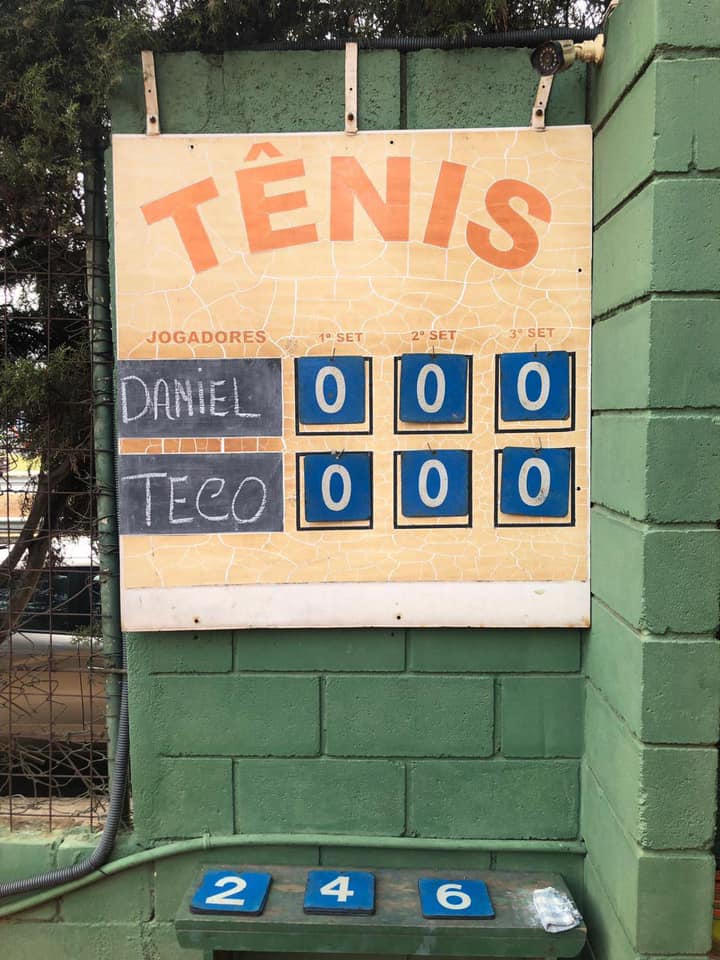 TÊNIS
JOGADORES 1º SET 2º SET 3º SET
DANIEL 0 0 0
TECO 0 0 0
2 4 6